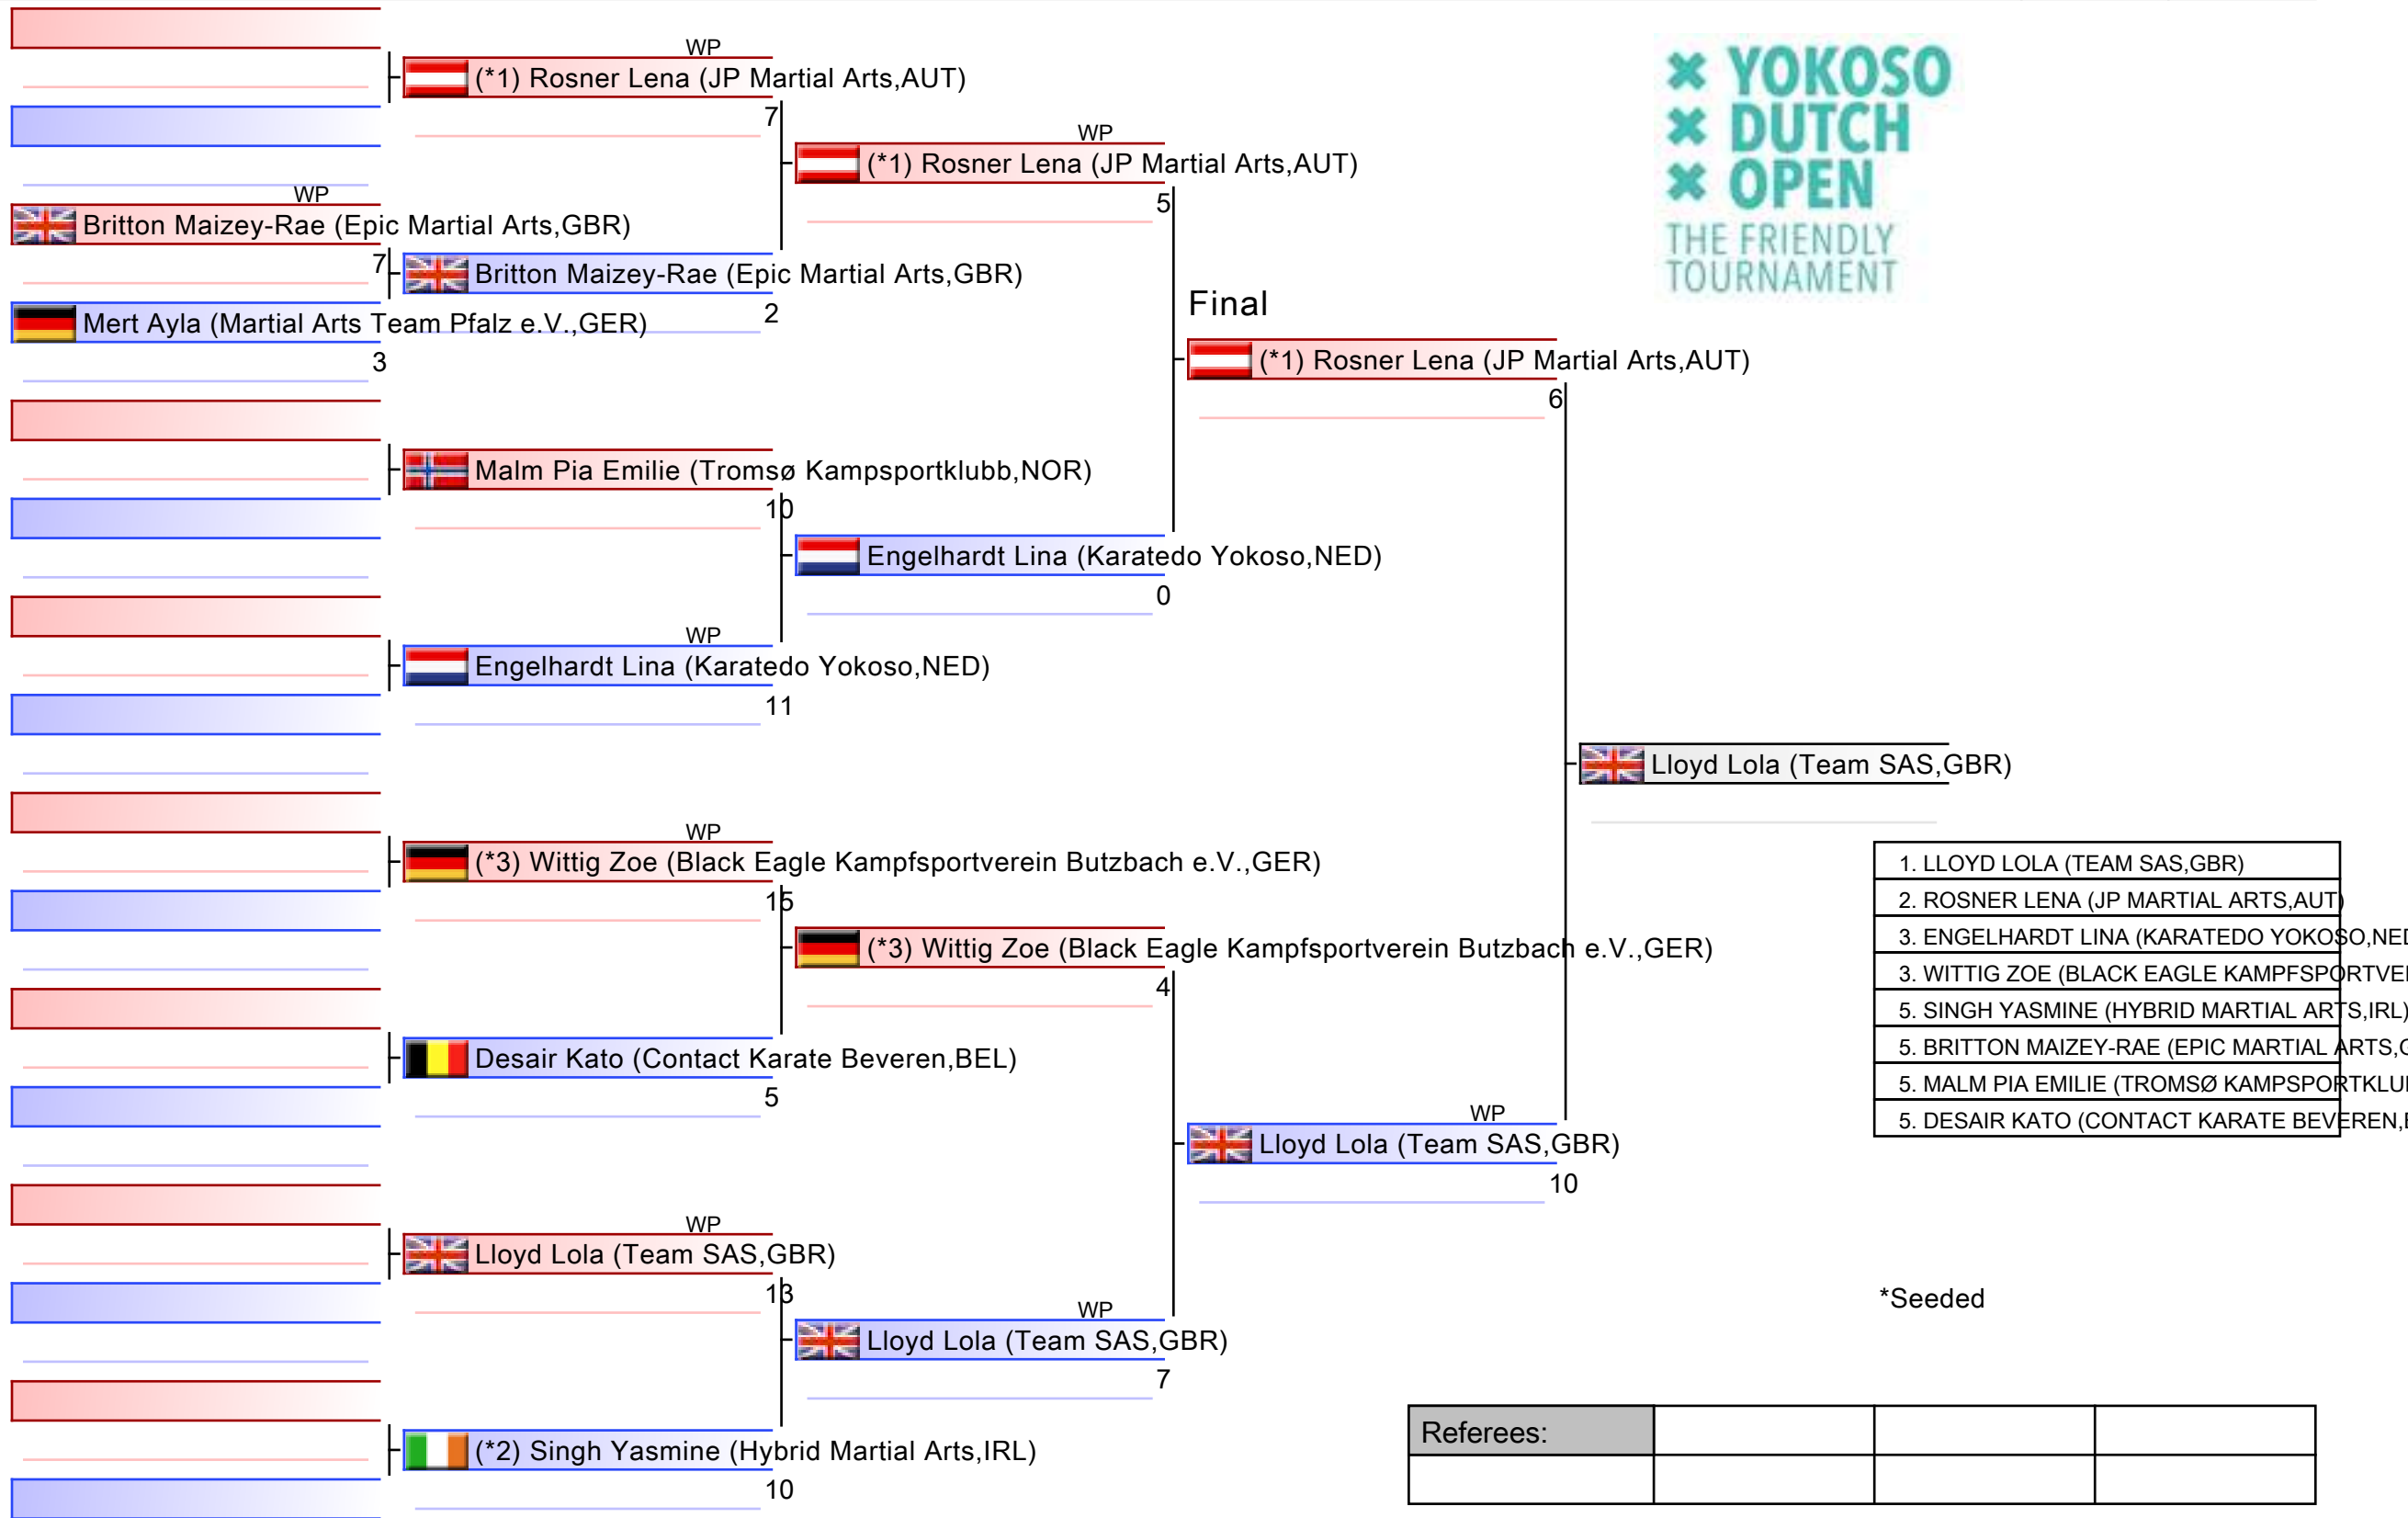 WP
(*1) Rosner Lena (JP Martial Arts,AUT)
7
WP
Britton Maizey-Rae (Epic Martial Arts,GBR)
7
Britton Maizey-Rae (Epic Martial Arts,GBR)
2
Mert Ayla (Martial Arts Team Pfalz e.V.,GER)
3
Malm Pia Emilie (Tromsø Kampsportklubb,NOR)
10
WP
Engelhardt Lina (Karatedo Yokoso,NED)
11
WP
(*3) Wittig Zoe (Black Eagle Kampfsportverein Butzbach e.V.,GER)
15
Desair Kato (Contact Karate Beveren,BEL)
5
WP
Lloyd Lola (Team SAS,GBR)
13
(*2) Singh Yasmine (Hybrid Martial Arts,IRL)
10
WP
(*1) Rosner Lena (JP Martial Arts,AUT)
5
Engelhardt Lina (Karatedo Yokoso,NED)
0
(*3) Wittig Zoe (Black Eagle Kampfsportverein Butzbach e.V.,GER)
4
WP
Lloyd Lola (Team SAS,GBR)
7
Final
(*1) Rosner Lena (JP Martial Arts,AUT)
6
WP
Lloyd Lola (Team SAS,GBR)
10
Lloyd Lola (Team SAS,GBR)
YOKOSO
DUTCH
OPEN
THE FRIENDLY
TOURNAMENT
1. LLOYD LOLA (TEAM SAS,GBR)
2. ROSNER LENA (JP MARTIAL ARTS,AUT)
3. ENGELHARDT LINA (KARATEDO YOKOSO,NED
3. WITTIG ZOE (BLACK EAGLE KAMPFSPORTVE
5. SINGH YASMINE (HYBRID MARTIAL ARTS,IRL)
5. BRITTON MAIZEY-RAE (EPIC MARTIAL ARTS,G
5. MALM PIA EMILIE (TROMSØ KAMPSPORTKLU
5. DESAIR KATO (CONTACT KARATE BEVEREN,B
*Seeded
Referees: